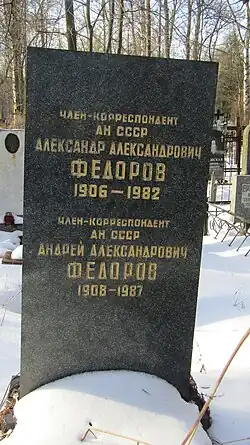 ЧЛЕН-КОРРЕСПОНДЕНТ
АН СССР
АЛЕКСАНДР АЛЕКСАНДРОВИЧ
ФЕДОРОВ
1906–1982
ЧЛЕН-КОРРЕСПОНДЕНТ
АН СССР
АНДРЕЙ АЛЕКСАНДРОВИЧ
ФЕДОРОВ
1908–1987